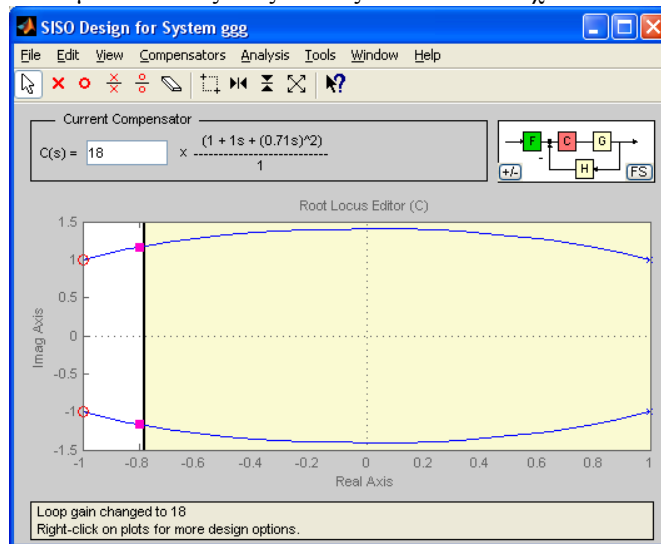 SISO Design for System ggg
File Edit View Compensators Analysis Tools Window Help
Current Compensator
C(s) = 18 x (1 + 1s + (0.71s)^2)
1
F C G
H
+/- FS
Root Locus Editor (C)
1.5
1
0.5
0
-0.5
-1
-1.5
Imag Axis
-1 -0.8 -0.6 -0.4 -0.2 0 0.2 0.4 0.6 0.8 1
Real Axis
Loop gain changed to 18
Right-click on plots for more design options.